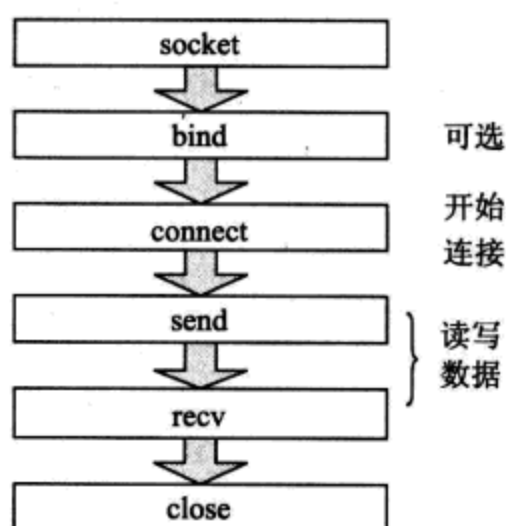 socket
bind
可选
开始
连接
connect
send
读写
数据
recv
close